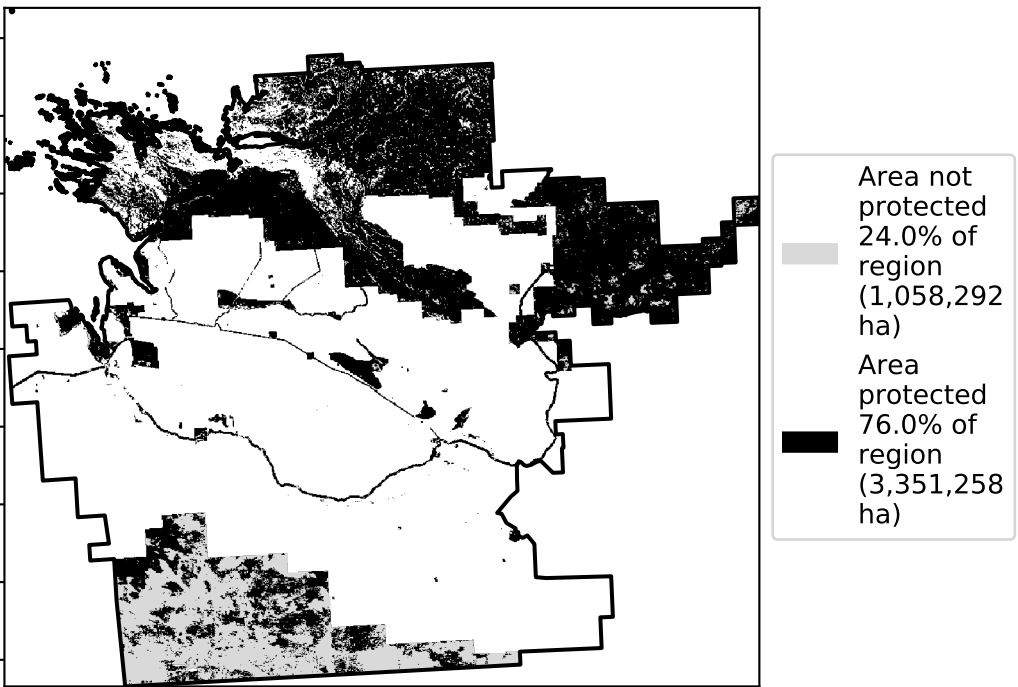 Area not
protected
24.0% of
region
(1,058,292
ha)
Area
protected
76.0% of
region
(3,351,258
ha)